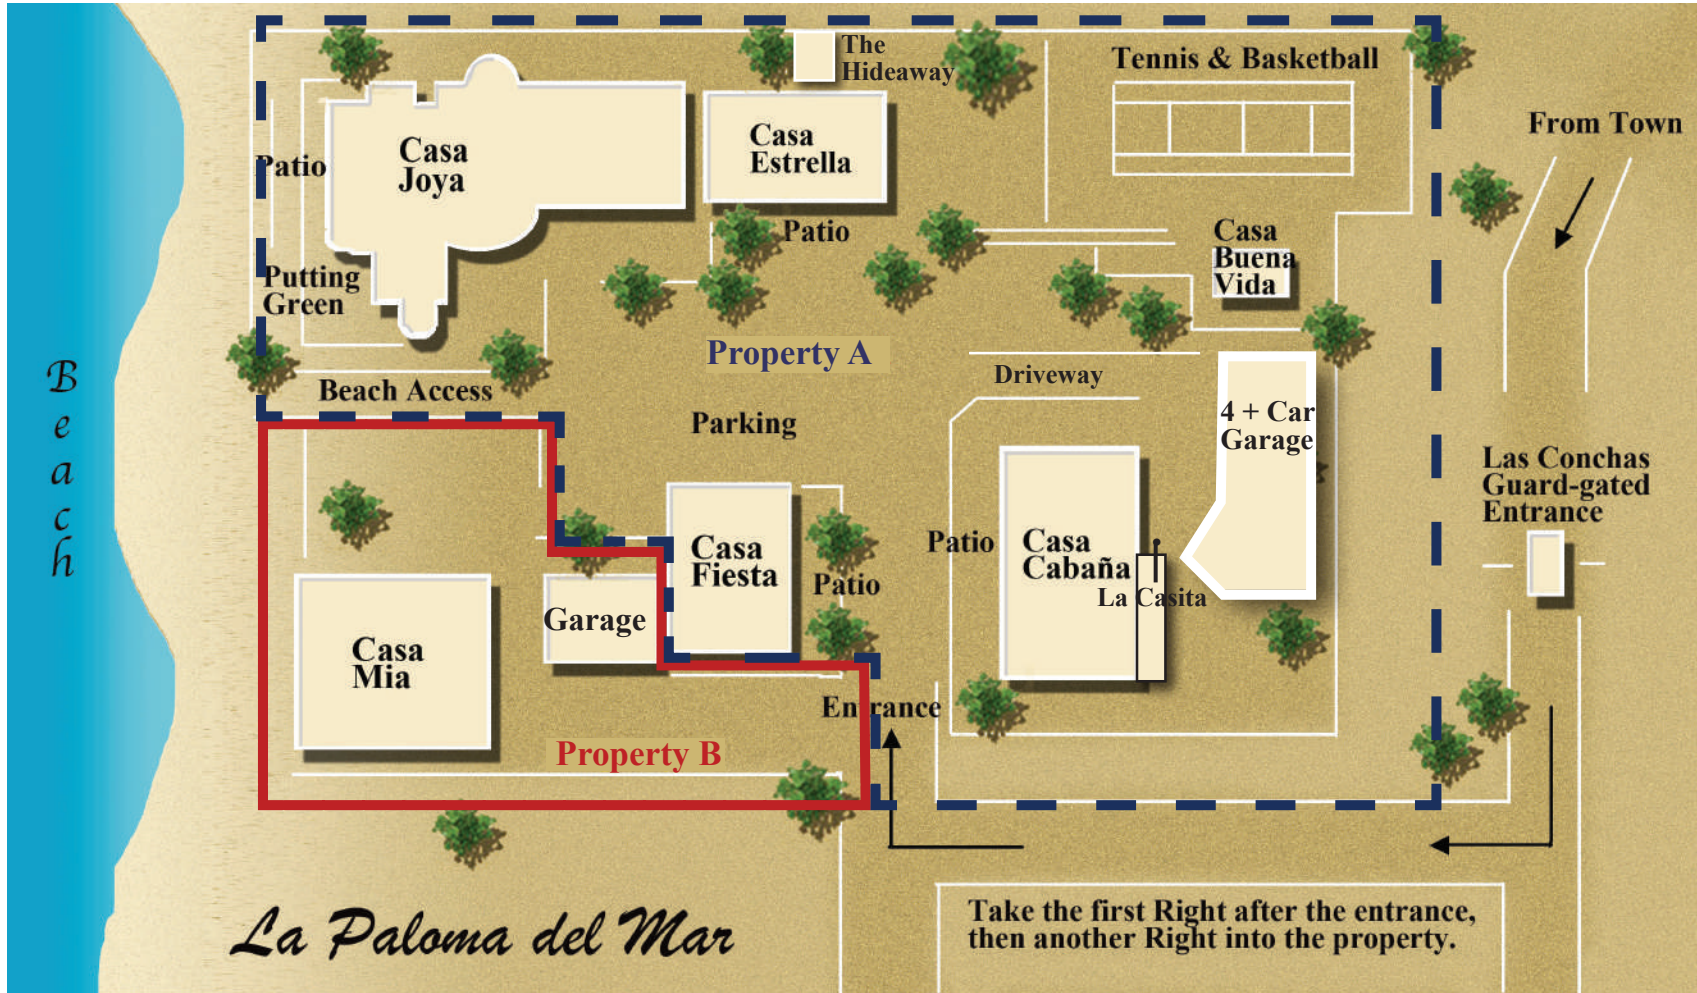 The
Hideaway
Tennis & Basketball
From Town
Casa
Joya
Casa
Estrella
Patio
Patio
Casa
Buena
Vida
Putting
Green
Property A
Driveway
Beach Access
Parking
4 + Car
Garage
Beach
Las Conchas
Guard-gated
Entrance
Casa
Fiesta
Patio
Casa
Cabaña
Patio
La Casita
Garage
Casa
Mia
Entrance
Property B
La Paloma del Mar
Take the first Right after the entrance,
then another Right into the property.